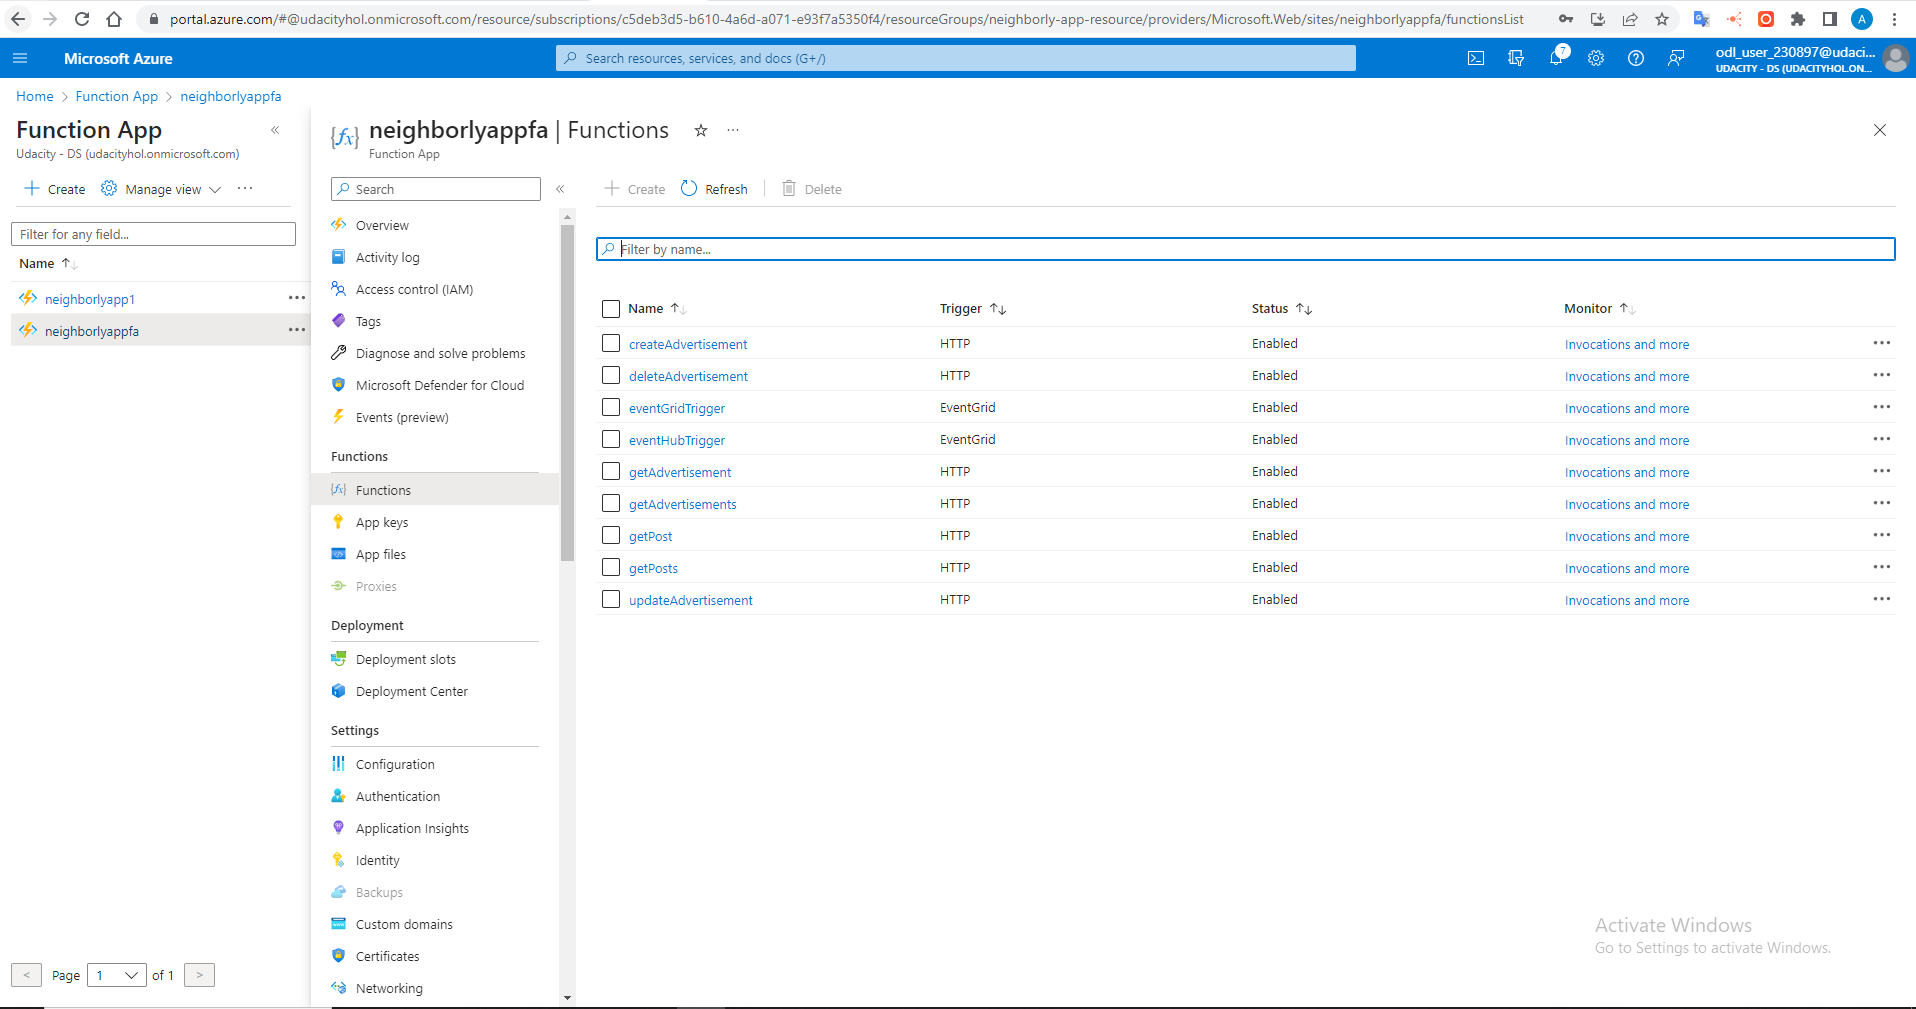 portal.azure.com/#@udacityhol.onmicrosoft.com/resource/subscriptions/c5deb3d5-b610-4a6d-a071-e93f7a5350f4/resourceGroups/neighborly-app-resource/providers/Microsoft.Web/sites/neighborlyappfa/functionsList
A
Microsoft Azure
Search resources, services, and docs (G+/)
7
odl_user_230897@udaci...
UDACITY - DS (UDACITYHOL.ON...
Home > Function App > neighborlyappfa
Function App
Udacity - DS (udacityhol.onmicrosoft.com)
Create
Manage view
Filter for any field...
Name
neighborlyapp1
neighborlyappfa
< Page 1 of 1 >
neighborlyappfa | Functions
Function App
Search
Overview
Activity log
Access control (IAM)
Tags
Diagnose and solve problems
Microsoft Defender for Cloud
Events (preview)
Functions
Functions
App keys
App files
Proxies
Deployment
Deployment slots
Deployment Center
Settings
Configuration
Authentication
Application Insights
Identity
Backups
Custom domains
Certificates
Networking
Create Refresh Delete
Filter by name...
Name Trigger Status Monitor
createAdvertisement HTTP Enabled Invocations and more
deleteAdvertisement HTTP Enabled Invocations and more
eventGridTrigger EventGrid Enabled Invocations and more
eventHubTrigger EventGrid Enabled Invocations and more
getAdvertisement HTTP Enabled Invocations and more
getAdvertisements HTTP Enabled Invocations and more
getPost HTTP Enabled Invocations and more
getPosts HTTP Enabled Invocations and more
updateAdvertisement HTTP Enabled Invocations and more
Activate Windows
Go to Settings to activate Windows.